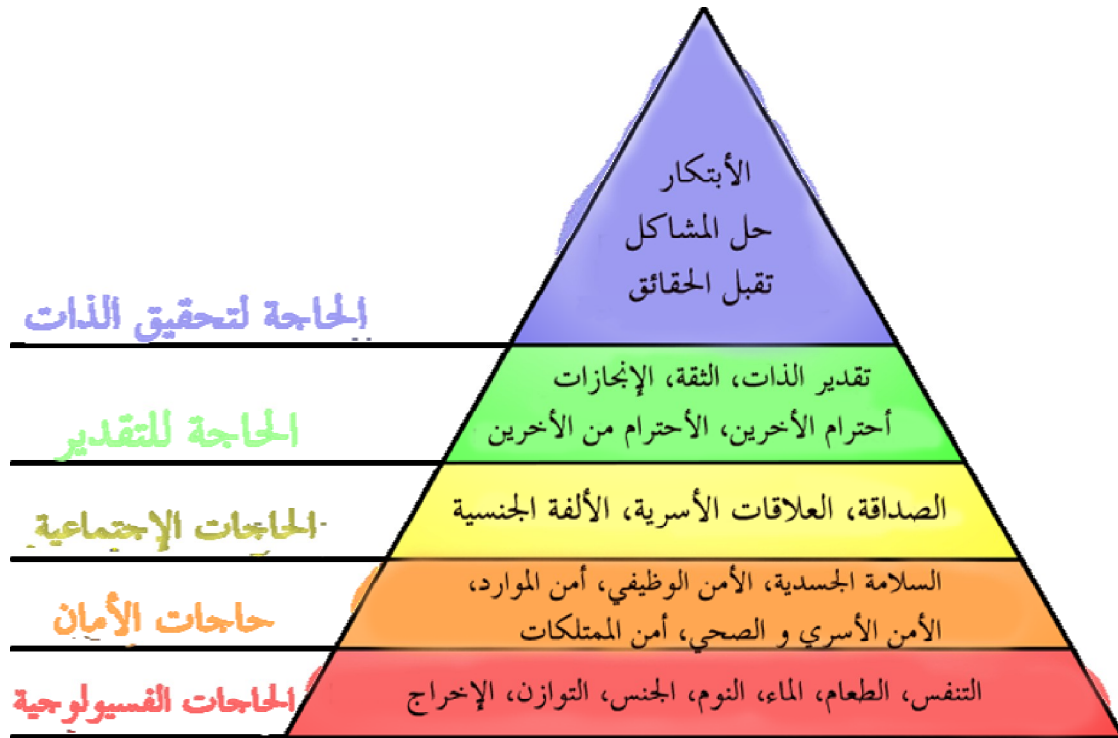 الأبتكار
حل المشاكل
تقبل الحقائق
الحاجة لتحقيق الذات
تقدير الذات، الثقة، الإنجازات
أحترام الأخرين، الأحترام من الأخرين
الحاجة للتقدير
الصداقة، العلاقات الأسرية، الألفة الجنسية
الحاجات الإجتماعية
السلامة الجسدية، الأمن الوظيفي، أمن الموارد،
الأمن الأسري و الصحي، أمن الممتلكات
حاجات الأمان
التنفس، الطعام، الماء، النوم، الجنس، التوازن، الإخراج
الحاجات الفسيولوجية